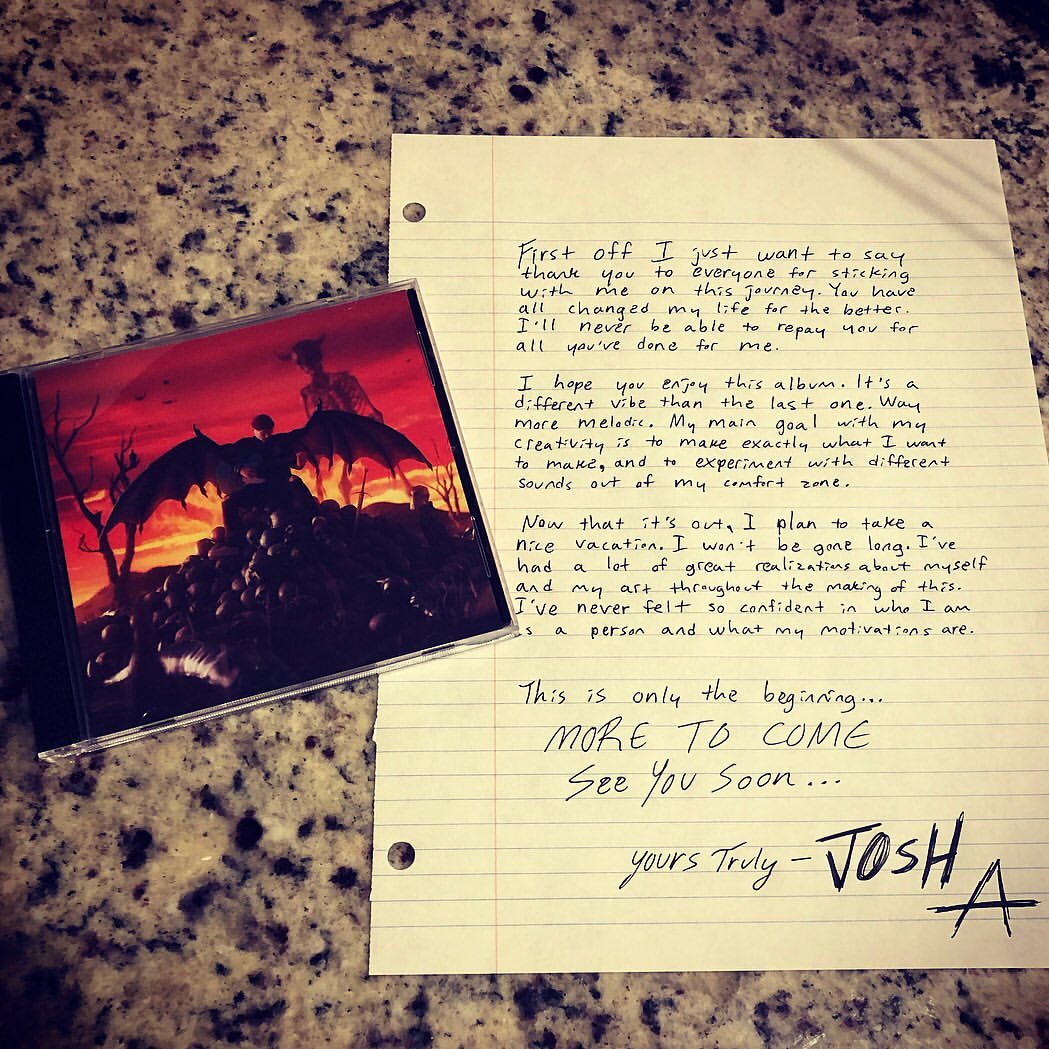 First off I just want to say
thank you to everyone for sticking
with me on this journey. You have
all changed my life for the better.
I'll never be able to repay you for
all you've done for me.
I hope you enjoy this album. It's a
different vibe than the last one. Way
more melodic. My main goal with my
creativity is to make exactly what I want
to make, and to experiment with different
sounds out of my comfort zone.
Now that it's out, I plan to take a
nice vacation. I won't be gone long. I've
had a lot of great realizations about myself
and my art throughout the making of this.
I've never felt so confident in who I am
s a person and what my motivations are.
This is only the beginning...
MORE TO COME
See You Soon...
yours Truly - JOSH
A